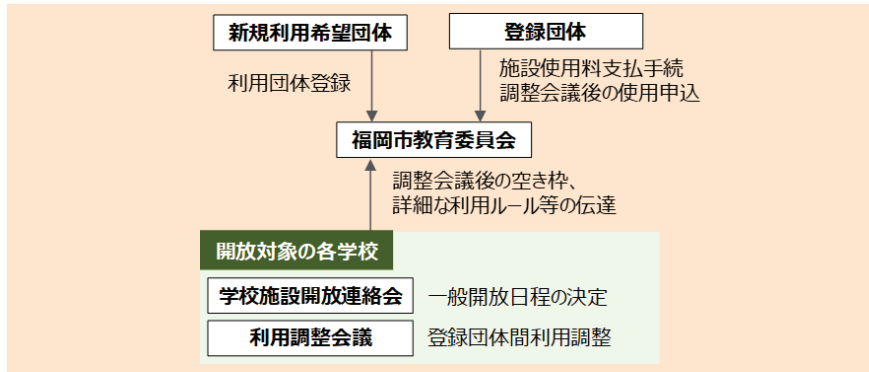 新規利用希望団体
登録団体
利用団体登録
施設使用料支払手続
調整会議後の使用申込
福岡市教育委員会
調整会議後の空き枠、
詳細な利用ルール等の伝達
開放対象の各学校
学校施設開放連絡会
一般開放日程の決定
利用調整会議
登録団体間利用調整